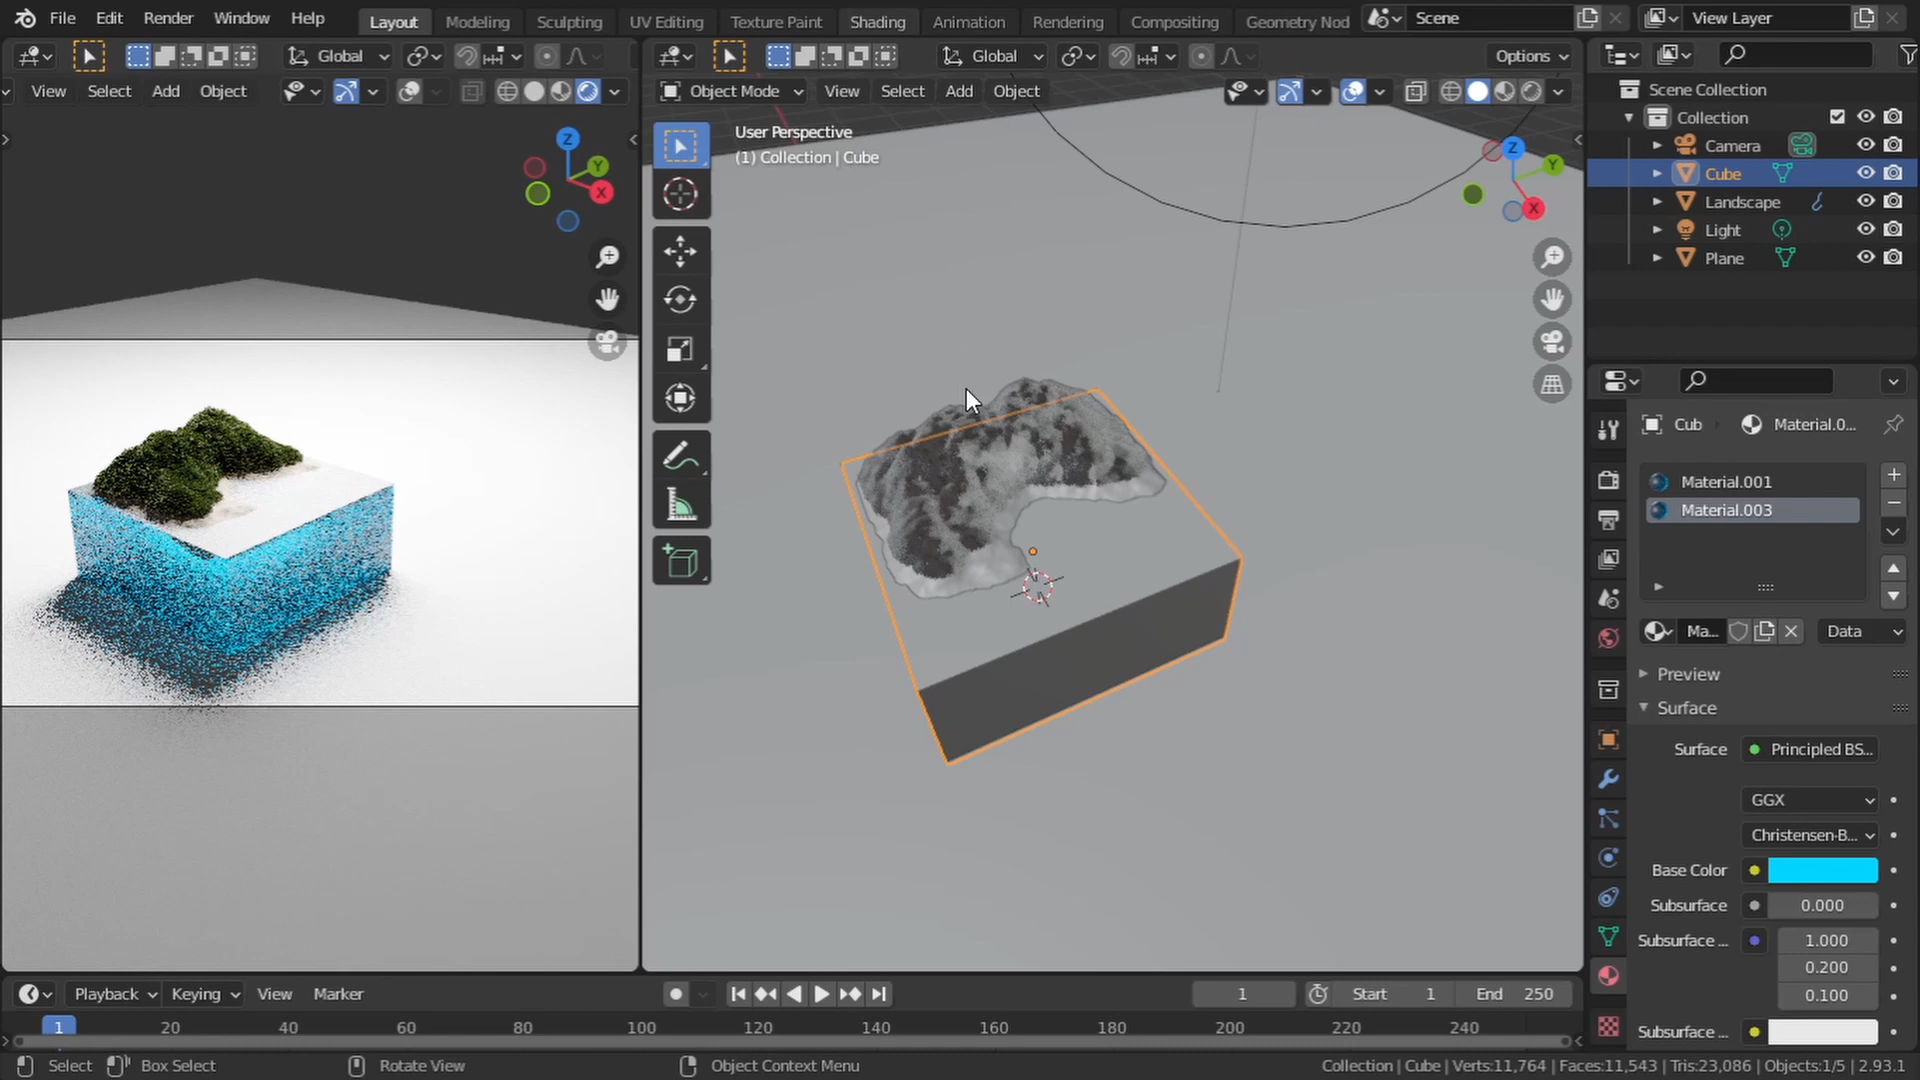 File Edit Render Window Help Layout Modeling Sculpting UV Editing Texture Paint Shading Animation Rendering Compositing Geometry Nod Scene View Layer
Global
Global
Options
View Select Add Object
Object Mode View Select Add Object
User Perspective
(1) Collection | Cube
Z
Y
X
Z
Y
X
Scene Collection
Collection
Camera
Cube
Landscape
Light
Plane
Cub Material.0...
Material.001
Material.003
Ma... Data
Preview
Surface
Surface Principled BS...
GGX
Christensen-B...
Base Color
Subsurface 0.000
Subsurface ... 1.000
0.200
0.100
Subsurface ...
Playback Keying View Marker
1 Start 1 End 250
1 20 40 60 80 100 120 140 160 180 200 220 240
Select Box Select Rotate View Object Context Menu
Collection | Cube | Verts:11,764 | Faces:11,543 | Tris:23,086 | Objects:1/5 | 2.93.1